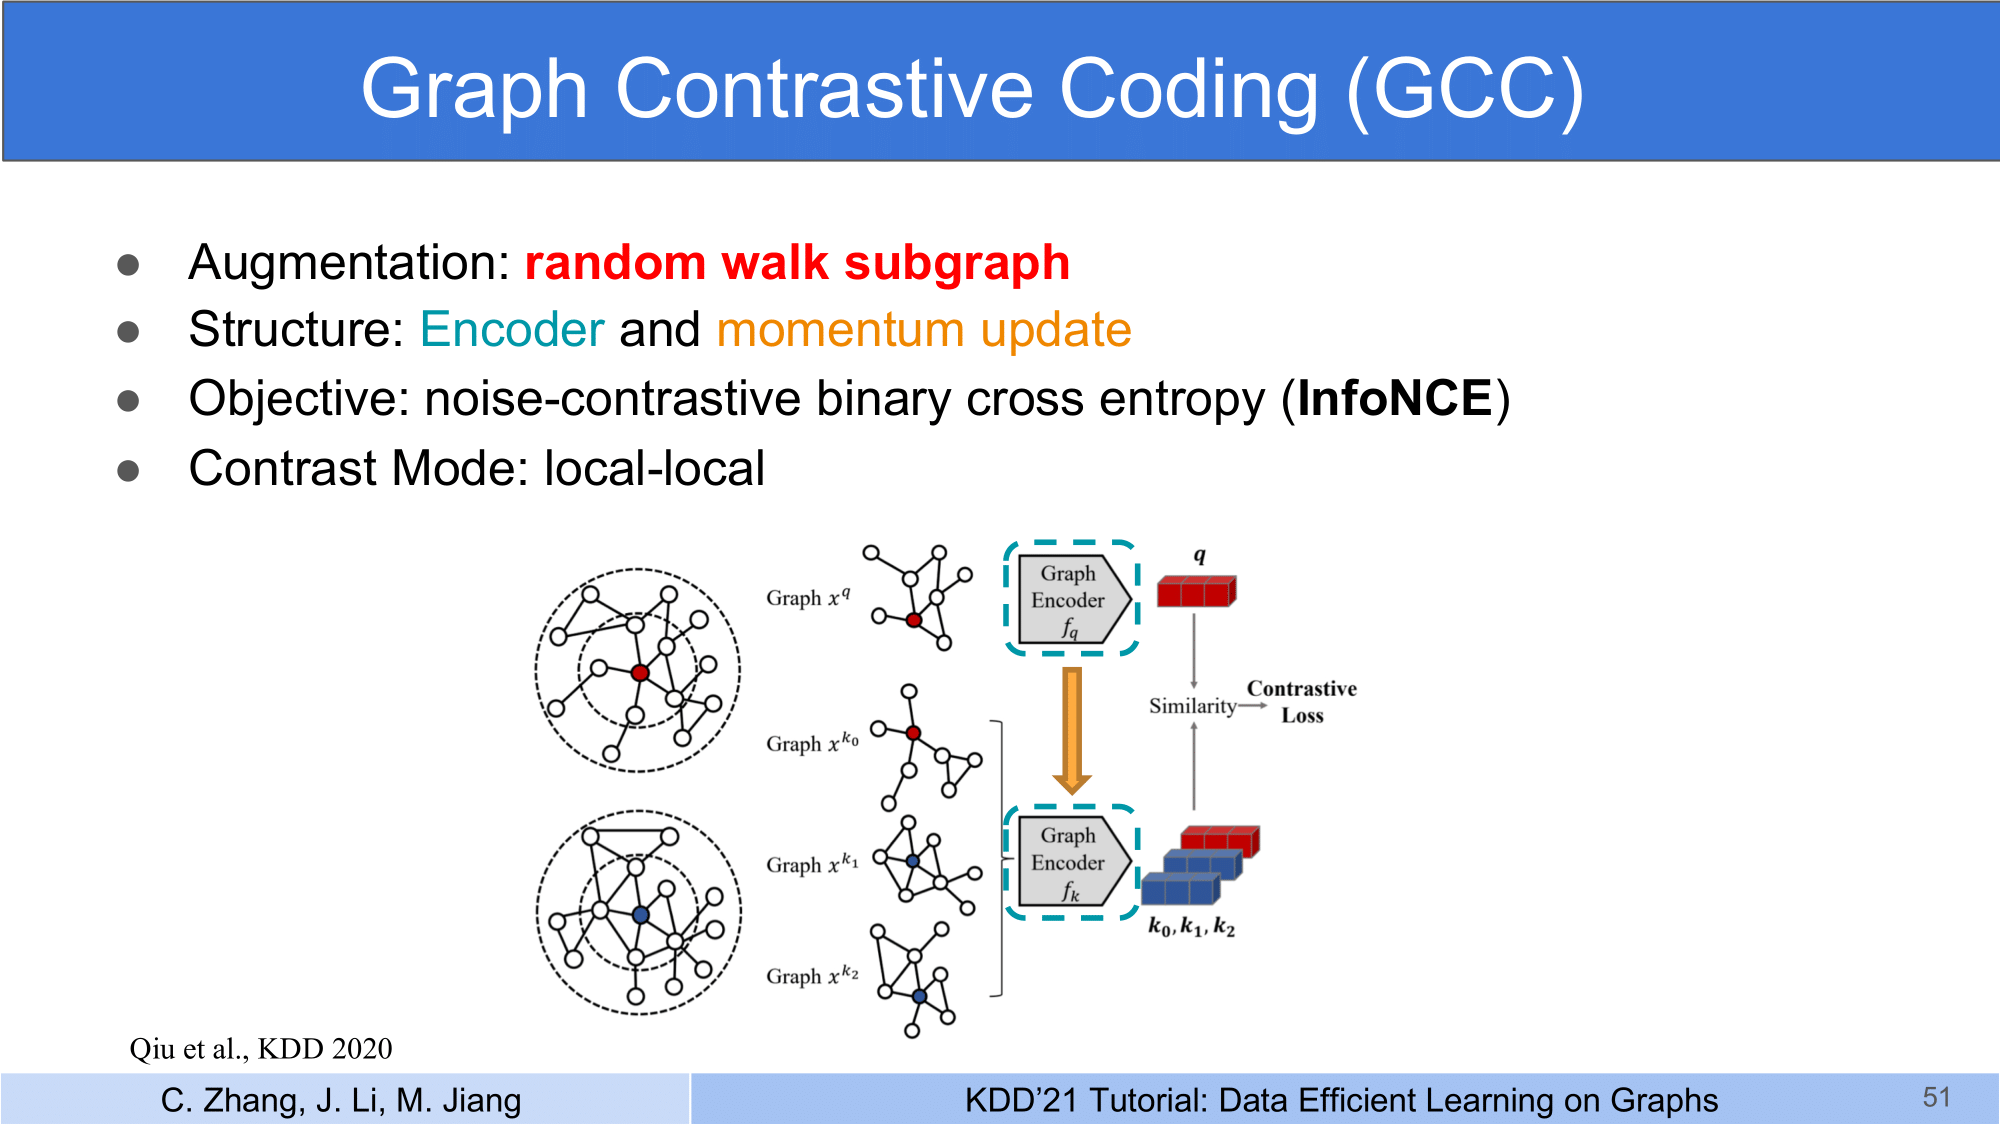 Graph Contrastive Coding (GCC)
● Augmentation: random walk subgraph
● Structure: Encoder and momentum update
● Objective: noise-contrastive binary cross entropy (InfoNCE)
● Contrast Mode: local-local
Graph x^q
Graph
Encoder
f_q
q
Graph x^{k_0}
Similarity
Contrastive
Loss
Graph x^{k_1}
Graph
Encoder
f_k
k_0, k_1, k_2
Graph x^{k_2}
Qiu et al., KDD 2020
C. Zhang, J. Li, M. Jiang
KDD’21 Tutorial: Data Efficient Learning on Graphs
51